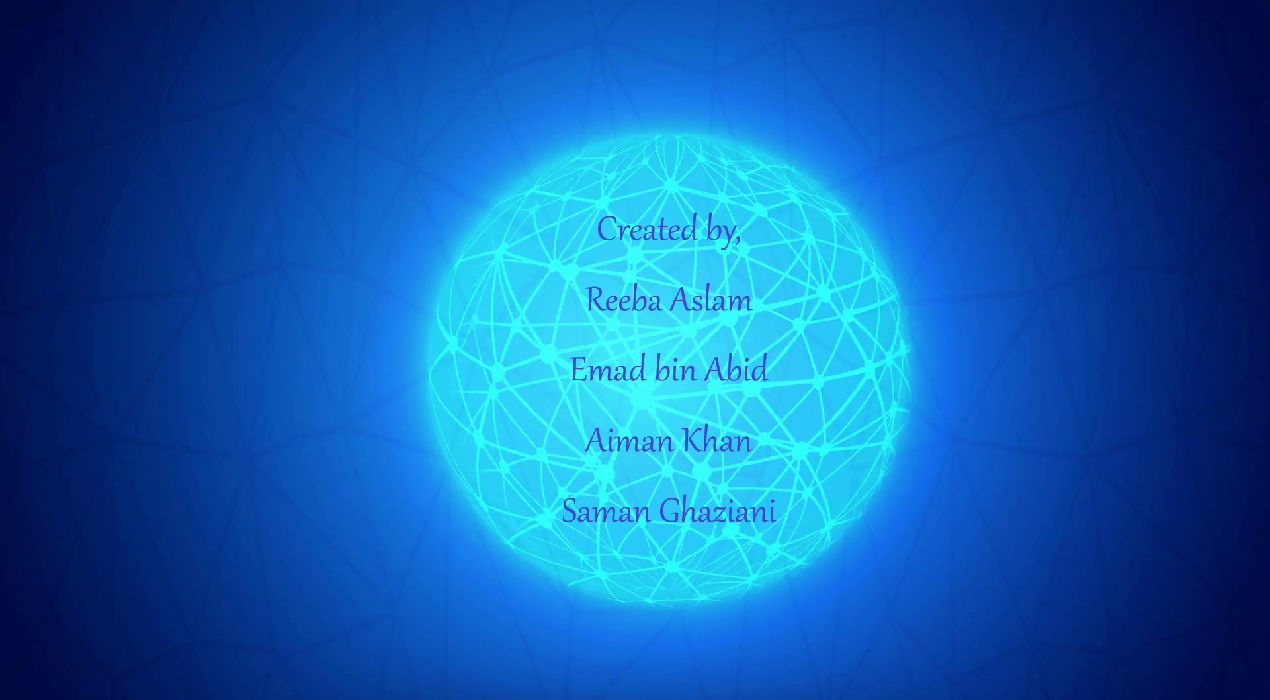 Created by,
Reeba Aslam
Emad bin Abid
Aiman Khan
Saman Ghaziani